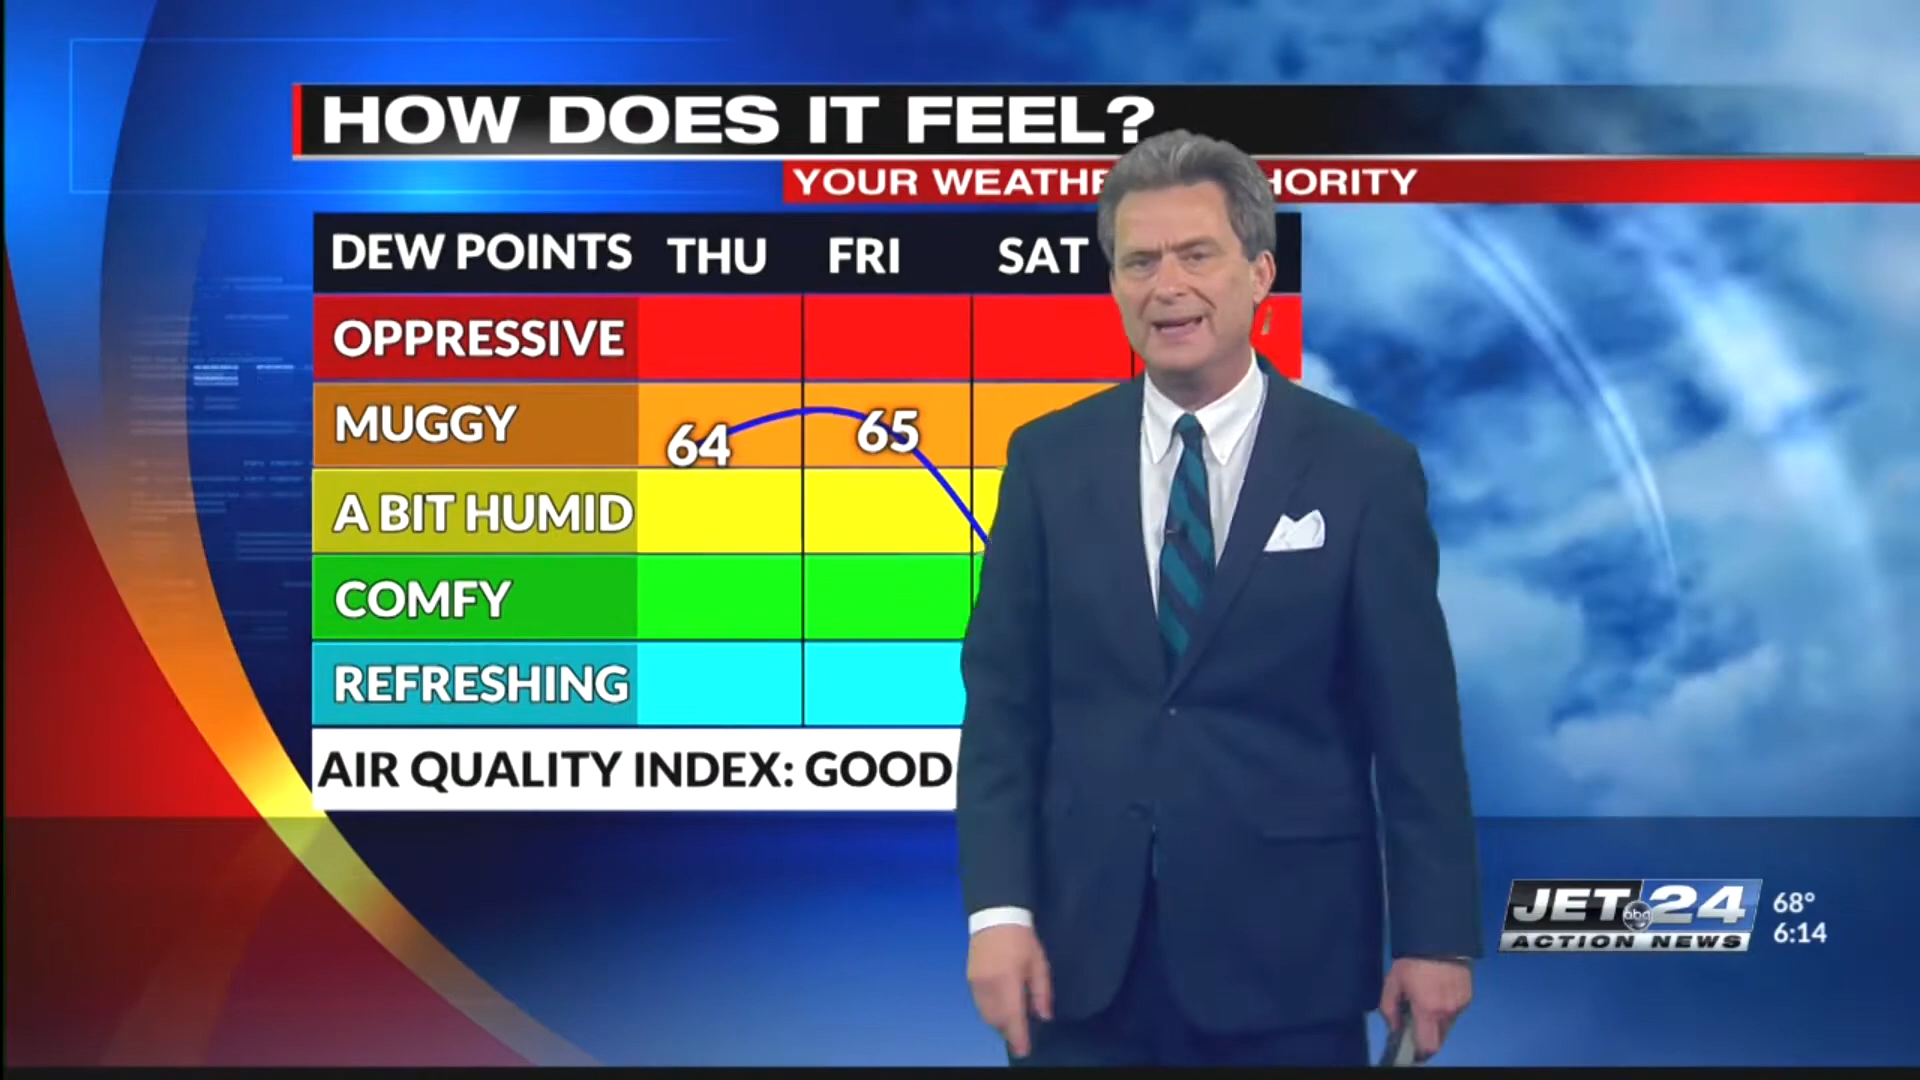 HOW DOES IT FEEL?
YOUR WEATHE HORITY
DEW POINTS THU FRI SAT
OPPRESSIVE
MUGGY 64 65
A BIT HUMID
COMFY
REFRESHING
AIR QUALITY INDEX: GOOD
JET abc 24 68°
ACTION NEWS 6:14